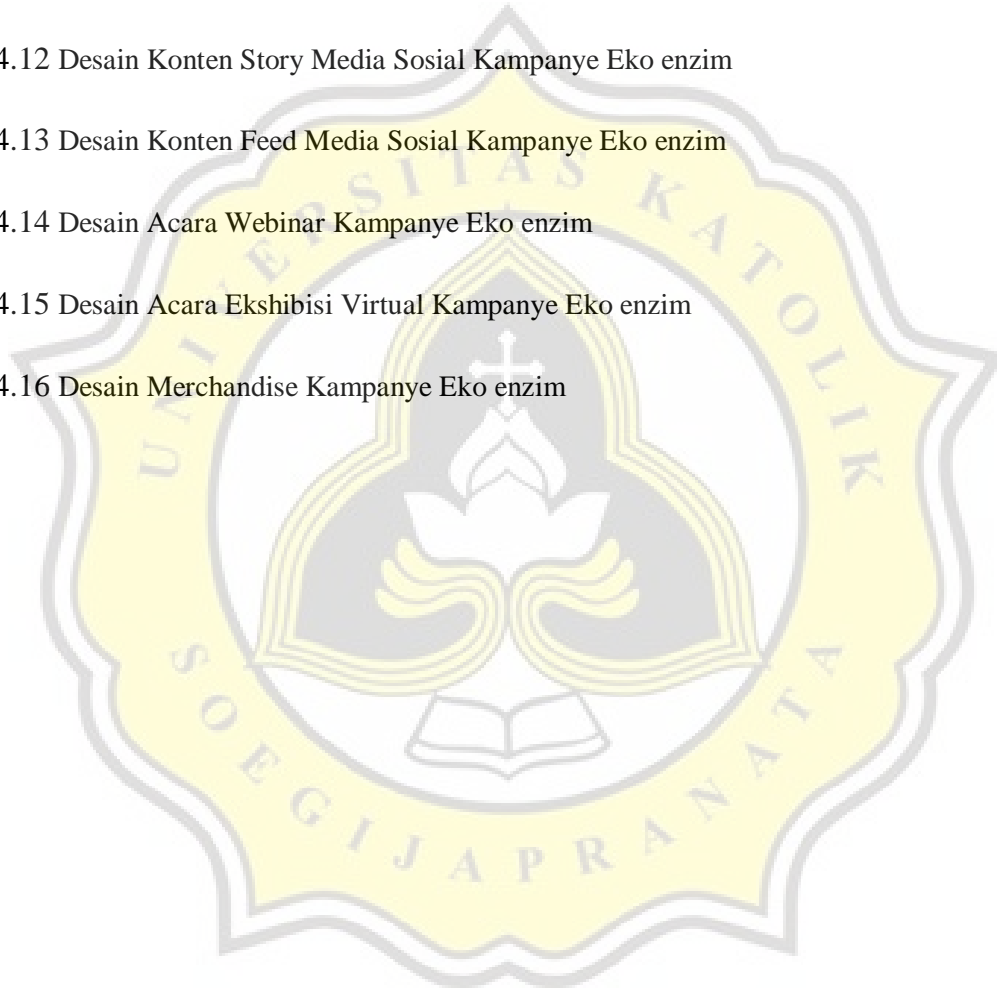 4.12 Desain Konten Story Media Sosial Kampanye Eko enzim
4.13 Desain Konten Feed Media Sosial Kampanye Eko enzim
4.14 Desain Acara Webinar Kampanye Eko enzim
4.15 Desain Acara Ekshibisi Virtual Kampanye Eko enzim
4.16 Desain Merchandise Kampanye Eko enzim
UNIVERSITAS KATOLIK
SOEGIJAPRANATA